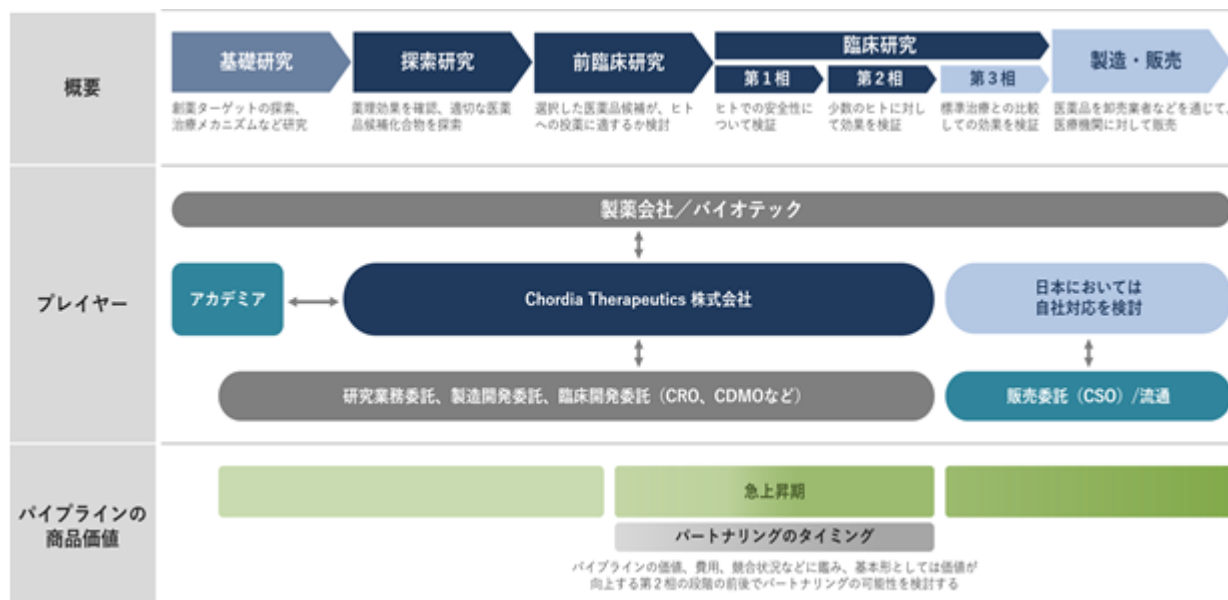 概要
基礎研究
探索研究
前臨床研究
臨床研究
第1相
第2相
第3相
製造・販売
創薬ターゲットの探索、
治療メカニズムなど研究
薬理効果を確認、適切な医薬
品候補化合物を探索
選択した医薬品候補が、ヒト
への投薬に適するか検討
ヒトでの安全性に
ついて検証
少数のヒトに対し
て効果を検証
標準治療との比較
しての効果を検証
医薬品を卸売業者などを通じて、
医療機関に対して販売
プレイヤー
製薬会社／バイオテック
アカデミア
Chordia Therapeutics 株式会社
日本においては
自社対応を検討
研究業務委託、製造開発委託、臨床開発委託（CRO、CDMOなど）
販売委託（CSO）/流通
パイプラインの
商品価値
急上昇期
パートナリングのタイミング
パイプラインの価値、費用、競合状況などに鑑み、基本形としては価値が
向上する第２相の段階の前後でパートナリングの可能性を検討する